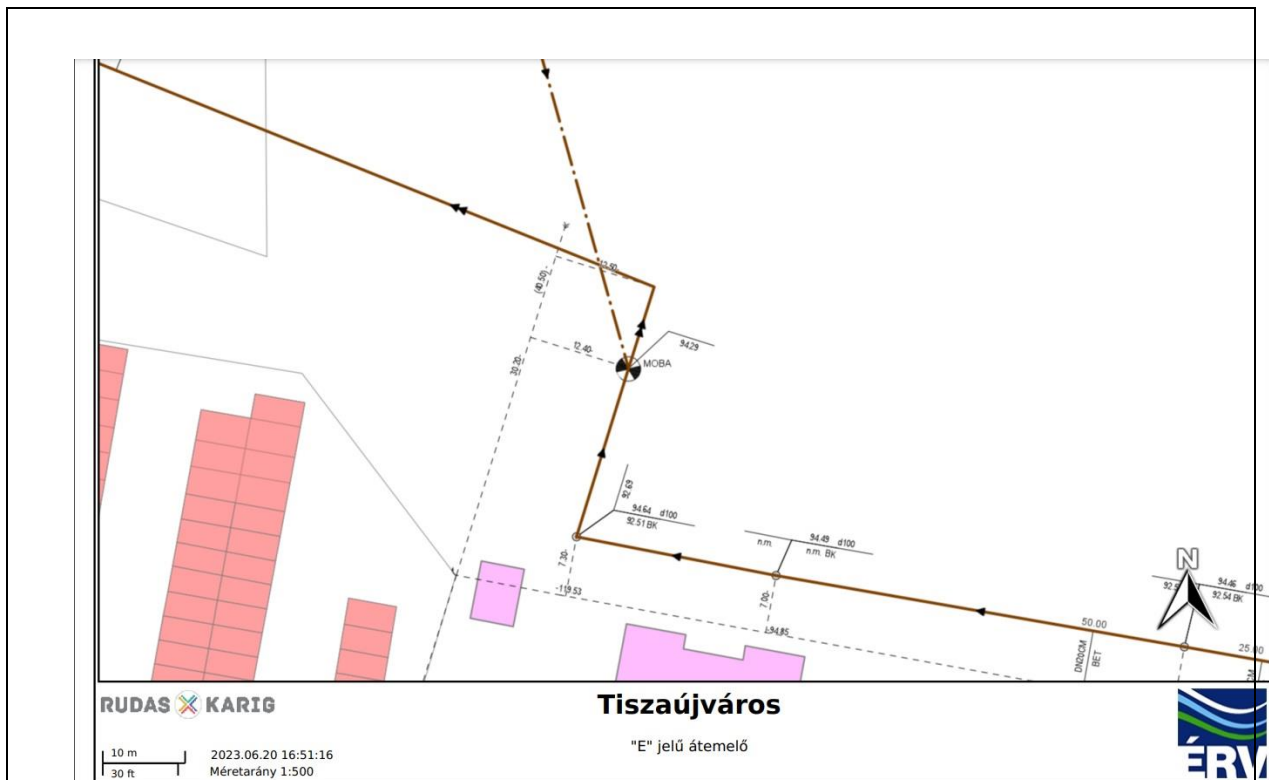 12.90
(40.50)
94.29
12.40
MOBA
30.20
92.69
94.64 d100
92.51 BK
n.m.
94.49 d100
n.m. BK
7.30
119.53
7.00
94.85
N
94.46 d100
92.54 BK
50.00
25.00
DN20CM
BET
RUDAS KARIG
Tiszaújváros
"E" jelű átemelő
10 m
30 ft
2023.06.20 16:51:16
Méretarány 1:500
ÉRV